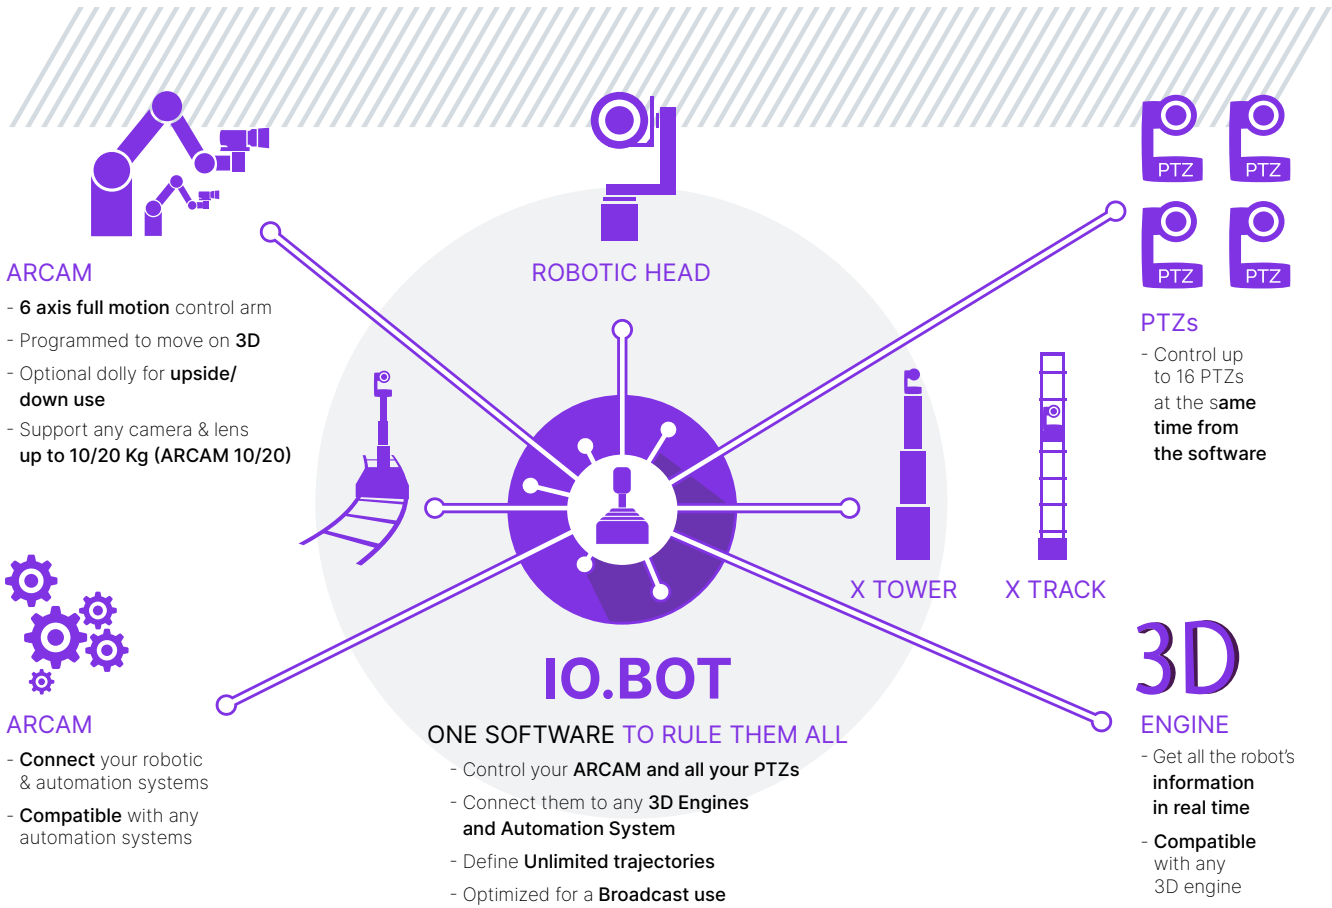 PTZ
PTZ
PTZ
PTZ
ARCAM
- 6 axis full motion control arm
- Programmed to move on 3D
- Optional dolly for upside/
down use
- Support any camera & lens
up to 10/20 Kg (ARCAM 10/20)
ROBOTIC HEAD
PTZs
- Control up
to 16 PTZs
at the same
time from
the software
X TOWER
X TRACK
ARCAM
- Connect your robotic
& automation systems
- Compatible with any
automation systems
IO.BOT
ONE SOFTWARE TO RULE THEM ALL
- Control your ARCAM and all your PTZs
- Connect them to any 3D Engines
and Automation System
- Define Unlimited trajectories
- Optimized for a Broadcast use
3D
ENGINE
- Get all the robot's
information
in real time
- Compatible
with any
3D engine